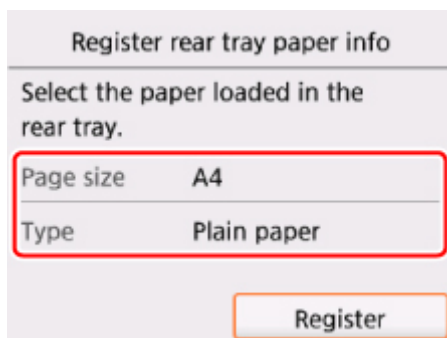 Register rear tray paper info
Select the paper loaded in the
rear tray.
Page size A4
Type Plain paper
Register